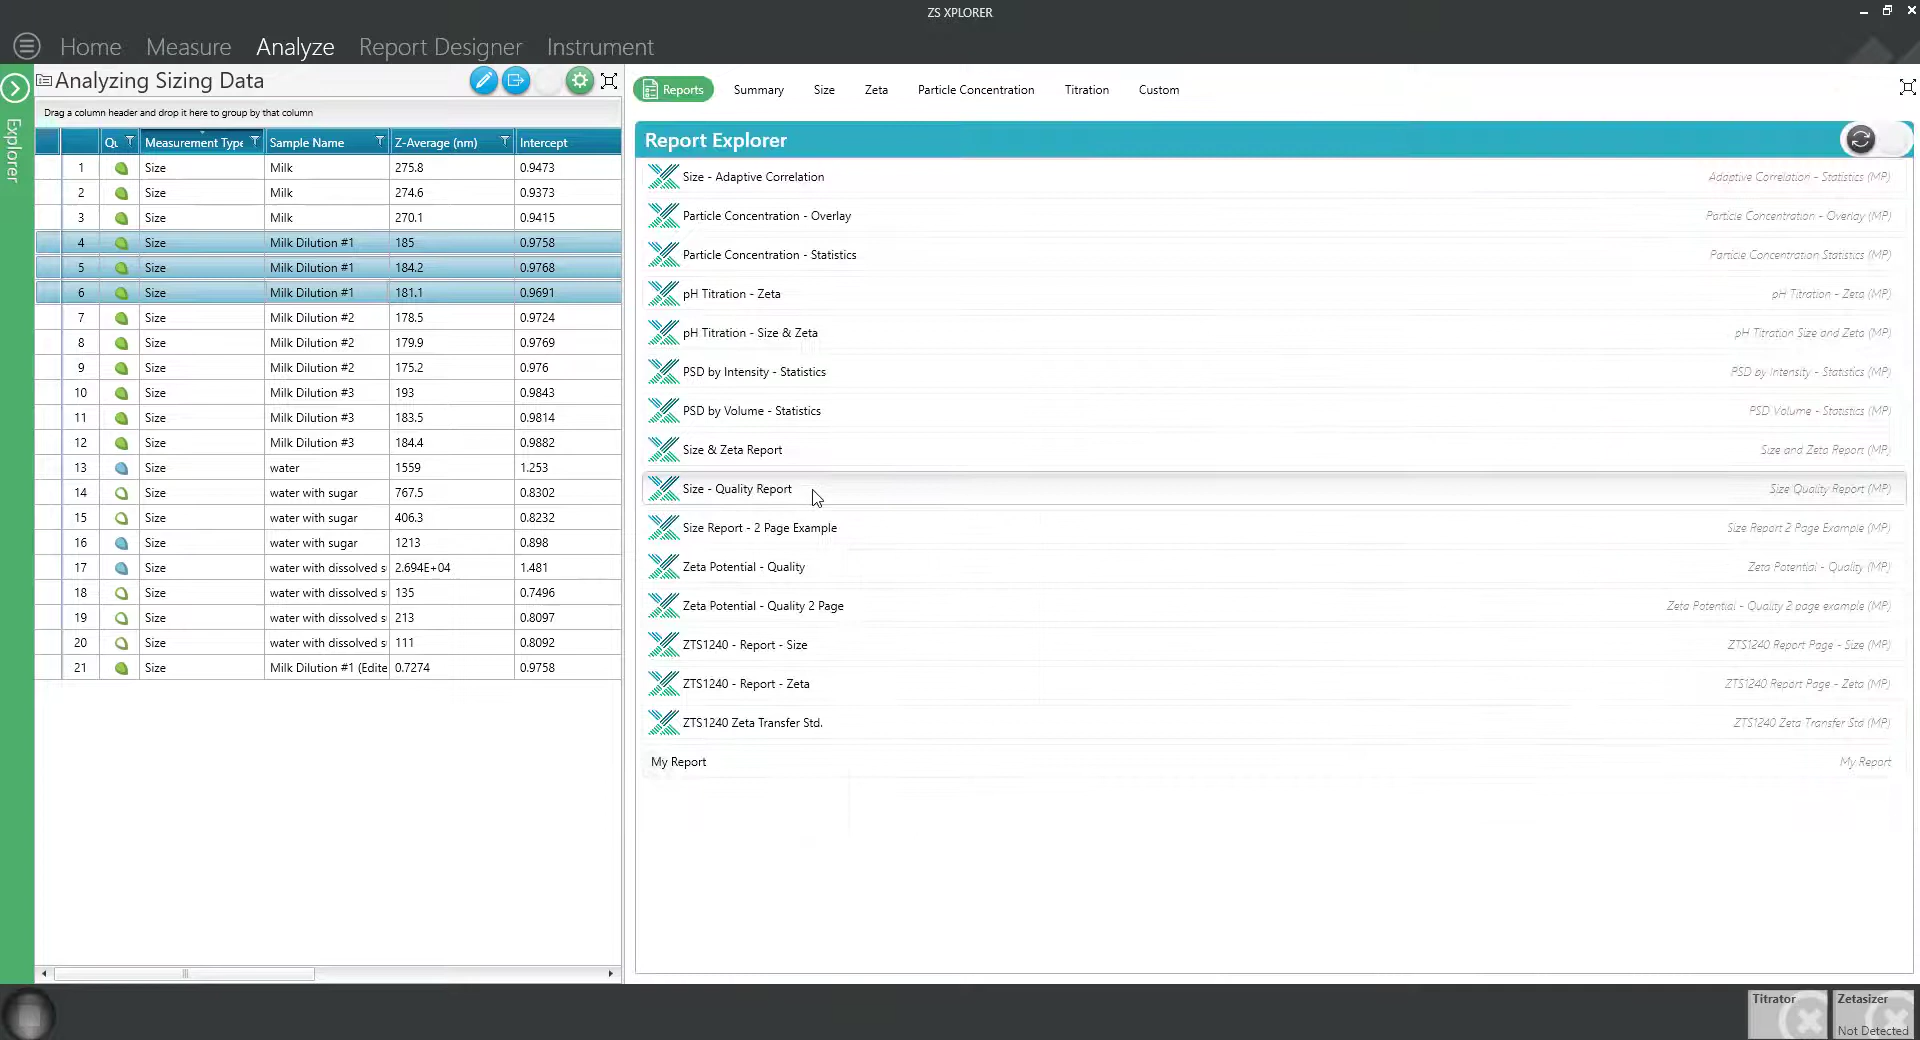 ZS XPLORER
Home Measure Analyze Report Designer Instrument
Explorer
Analyzing Sizing Data
Drag a column header and drop it here to group by that column
Qu Measurement Type Sample Name Z-Average (nm) Intercept
1 Size Milk 275.8 0.9473
2 Size Milk 274.6 0.9373
3 Size Milk 270.1 0.9415
4 Size Milk Dilution #1 185 0.9758
5 Size Milk Dilution #1 184.2 0.9768
6 Size Milk Dilution #1 181.1 0.9691
7 Size Milk Dilution #2 178.5 0.9724
8 Size Milk Dilution #2 179.9 0.9769
9 Size Milk Dilution #2 175.2 0.976
10 Size Milk Dilution #3 193 0.9843
11 Size Milk Dilution #3 183.5 0.9814
12 Size Milk Dilution #3 184.4 0.9882
13 Size water 1559 1.253
14 Size water with sugar 767.5 0.8302
15 Size water with sugar 406.3 0.8232
16 Size water with sugar 1213 0.898
17 Size water with dissolved s 2.694E+04 1.481
18 Size water with dissolved s 135 0.7496
19 Size water with dissolved s 213 0.8097
20 Size water with dissolved s 111 0.8092
21 Size Milk Dilution #1 (Edite 0.7274 0.9758
Reports Summary Size Zeta Particle Concentration Titration Custom
Report Explorer
Size - Adaptive Correlation Adaptive Correlation - Statistics (MP)
Particle Concentration - Overlay Particle Concentration - Overlay (MP)
Particle Concentration - Statistics Particle Concentration Statistics (MP)
pH Titration - Zeta pH Titration - Zeta (MP)
pH Titration - Size & Zeta pH Titration Size and Zeta (MP)
PSD by Intensity - Statistics PSD by Intensity - Statistics (MP)
PSD by Volume - Statistics PSD Volume - Statistics (MP)
Size & Zeta Report Size and Zeta Report (MP)
Size - Quality Report Size Quality Report (MP)
Size Report - 2 Page Example Size Report 2 Page Example (MP)
Zeta Potential - Quality Zeta Potential - Quality (MP)
Zeta Potential - Quality 2 Page Zeta Potential - Quality 2 page example (MP)
ZTS1240 - Report - Size ZTS1240 Report Page - Size (MP)
ZTS1240 - Report - Zeta ZTS1240 Report Page - Zeta (MP)
ZTS1240 Zeta Transfer Std. ZTS1240 Zeta Transfer Std (MP)
My Report My Report
Titrator Zetasizer
Not Detected